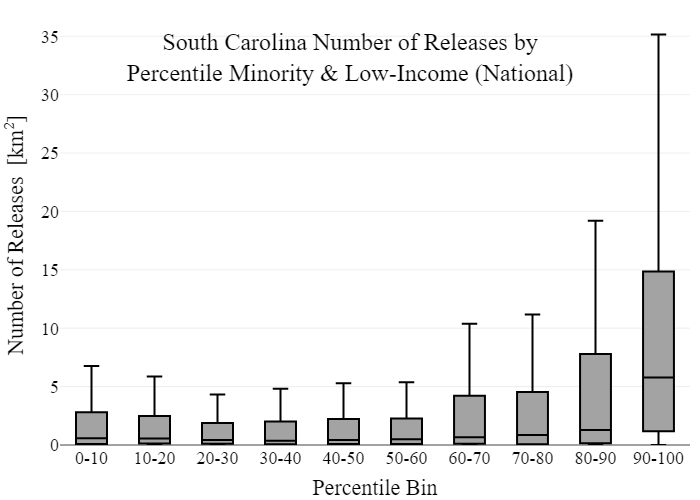 South Carolina Number of Releases by
Percentile Minority & Low-Income (National)
Number of Releases [km²]
35
30
25
20
15
10
5
0
0-10 10-20 20-30 30-40 40-50 50-60 60-70 70-80 80-90 90-100
Percentile Bin